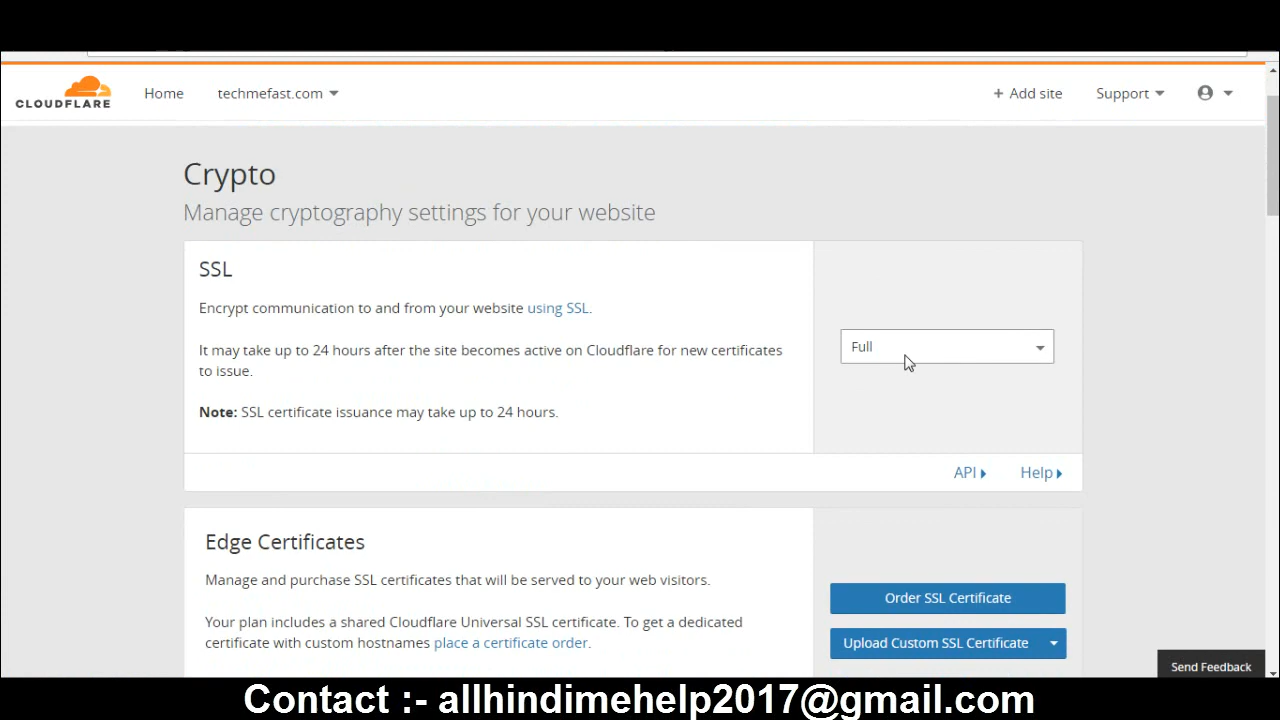 CLOUDFLARE
Home
techmefast.com
+ Add site
Support
Crypto
Manage cryptography settings for your website
SSL
Encrypt communication to and from your website using SSL.
It may take up to 24 hours after the site becomes active on Cloudflare for new certificates
to issue.
Note: SSL certificate issuance may take up to 24 hours.
Full
API
Help
Edge Certificates
Manage and purchase SSL certificates that will be served to your web visitors.
Your plan includes a shared Cloudflare Universal SSL certificate. To get a dedicated
certificate with custom hostnames place a certificate order.
Order SSL Certificate
Upload Custom SSL Certificate
Send Feedback
Contact :- allhindimehelp2017@gmail.com